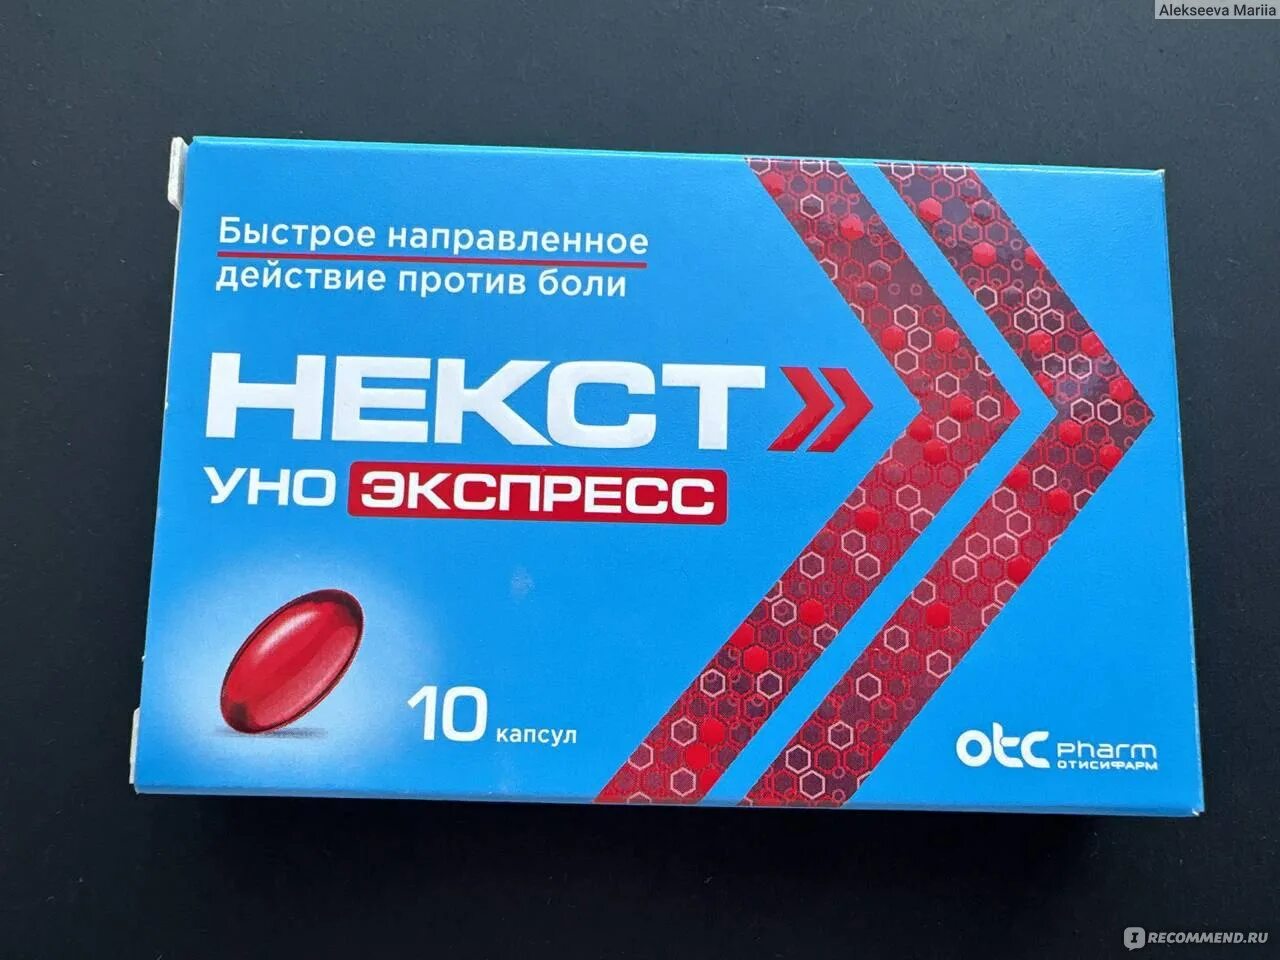 Alekseeva Mariia
Быстрое направленное
действие против боли
НЕКСТ
УНО ЭКСПРЕСС
10 капсул
otc pharm
ОТИСИФАРМ
I RECOMMEND.RU